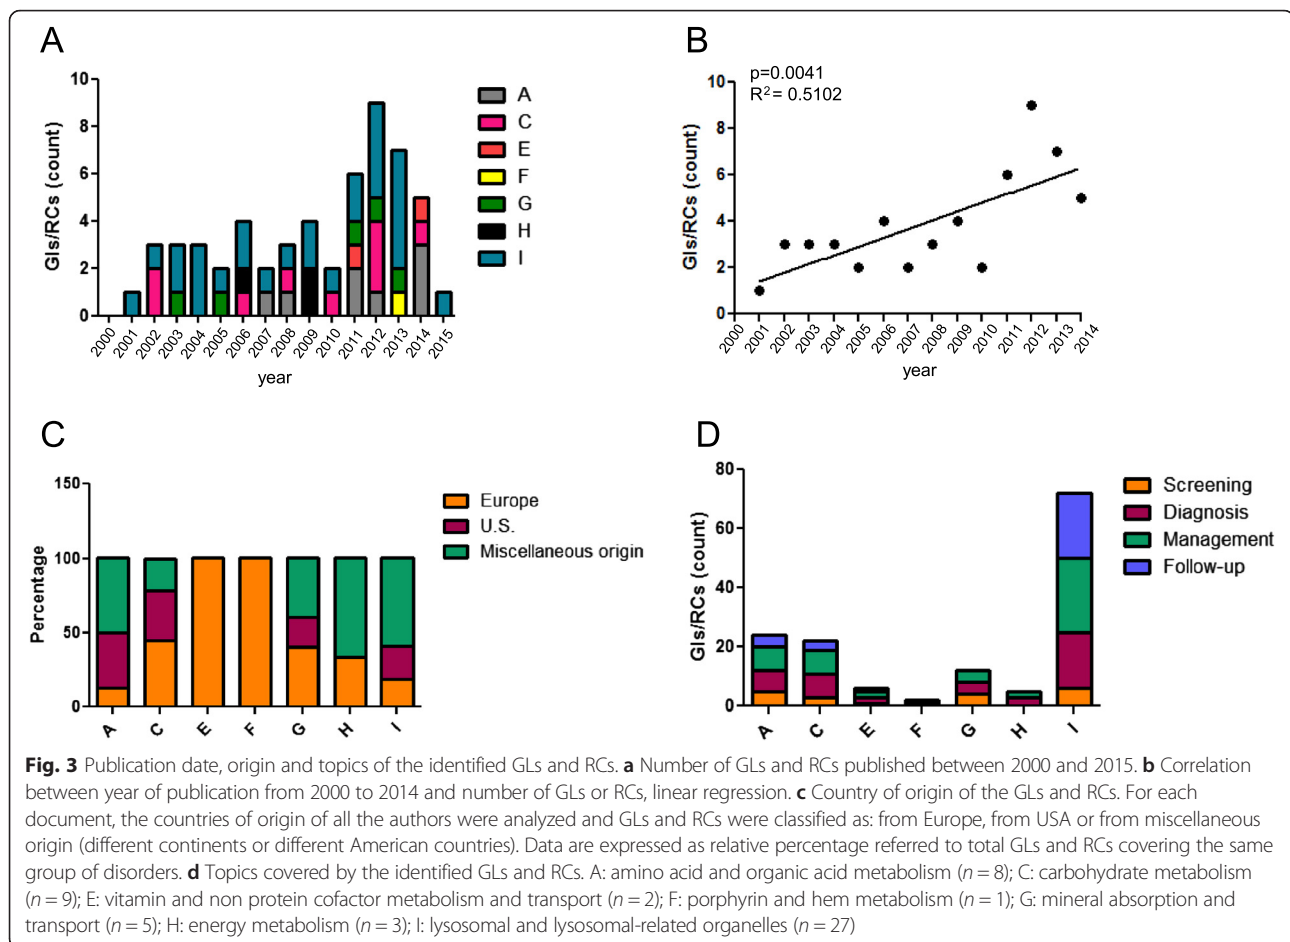 A
GIs/RCs (count)
10
8
6
4
2
0
2000 2001 2002 2003 2004 2005 2006 2007 2008 2009 2010 2011 2012 2013 2014 2015
year
A
C
E
F
G
H
I
B
p=0.0041
R²= 0.5102
GIs/RCs (count)
10
8
6
4
2
0
2000 2001 2002 2003 2004 2005 2006 2007 2008 2009 2010 2011 2012 2013 2014
year
C
Percentage
150
100
50
0
A C E F G H I
Europe
U.S.
Miscellaneous origin
D
GIs/RCs (count)
80
60
40
20
0
A C E F G H I
Screening
Diagnosis
Management
Follow-up
Fig. 3 Publication date, origin and topics of the identified GLs and RCs. a Number of GLs and RCs published between 2000 and 2015. b Correlation
between year of publication from 2000 to 2014 and number of GLs or RCs, linear regression. c Country of origin of the GLs and RCs. For each
document, the countries of origin of all the authors were analyzed and GLs and RCs were classified as: from Europe, from USA or from miscellaneous
origin (different continents or different American countries). Data are expressed as relative percentage referred to total GLs and RCs covering the same
group of disorders. d Topics covered by the identified GLs and RCs. A: amino acid and organic acid metabolism (n = 8); C: carbohydrate metabolism
(n = 9); E: vitamin and non protein cofactor metabolism and transport (n = 2); F: porphyrin and hem metabolism (n = 1); G: mineral absorption and
transport (n = 5); H: energy metabolism (n = 3); I: lysosomal and lysosomal-related organelles (n = 27)